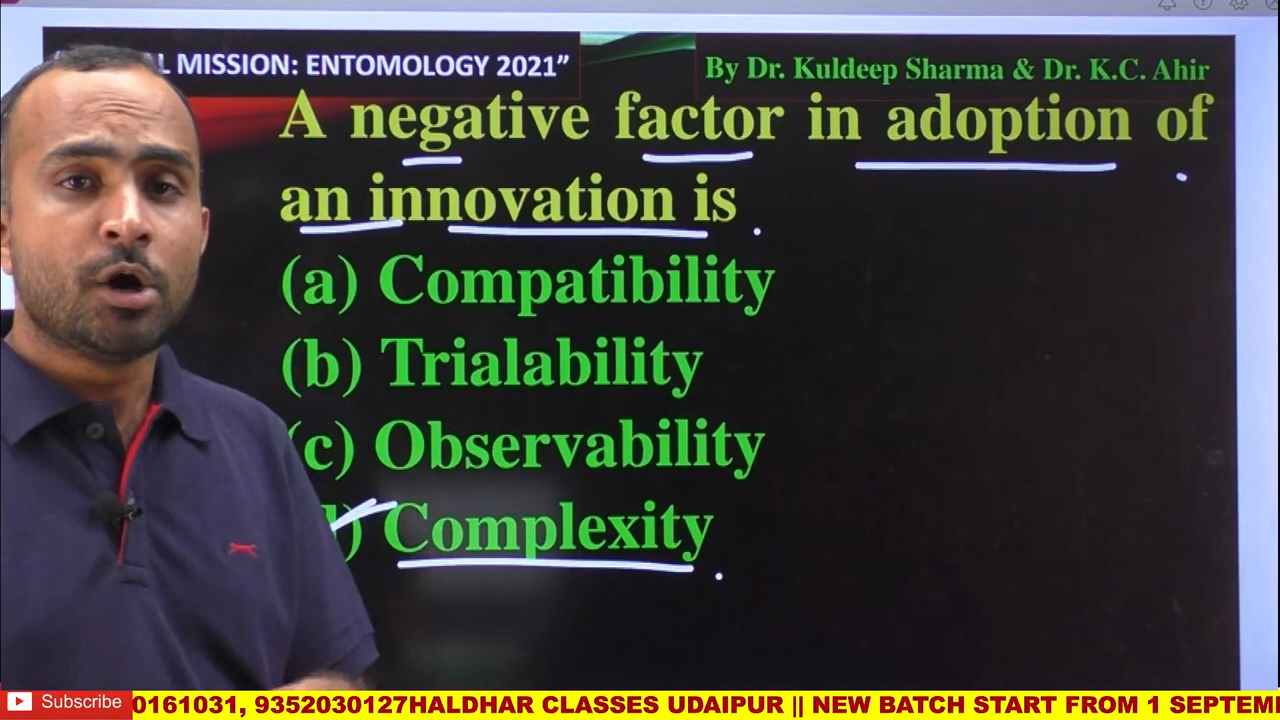 L MISSION: ENTOMOLOGY 2021”
By Dr. Kuldeep Sharma & Dr. K.C. Ahir
A negative factor in adoption of
an innovation is
(a) Compatibility
(b) Trialability
(c) Observability
) Complexity
Subscribe
0161031, 9352030127HALDHAR CLASSES UDAIPUR || NEW BATCH START FROM 1 SEPTEM